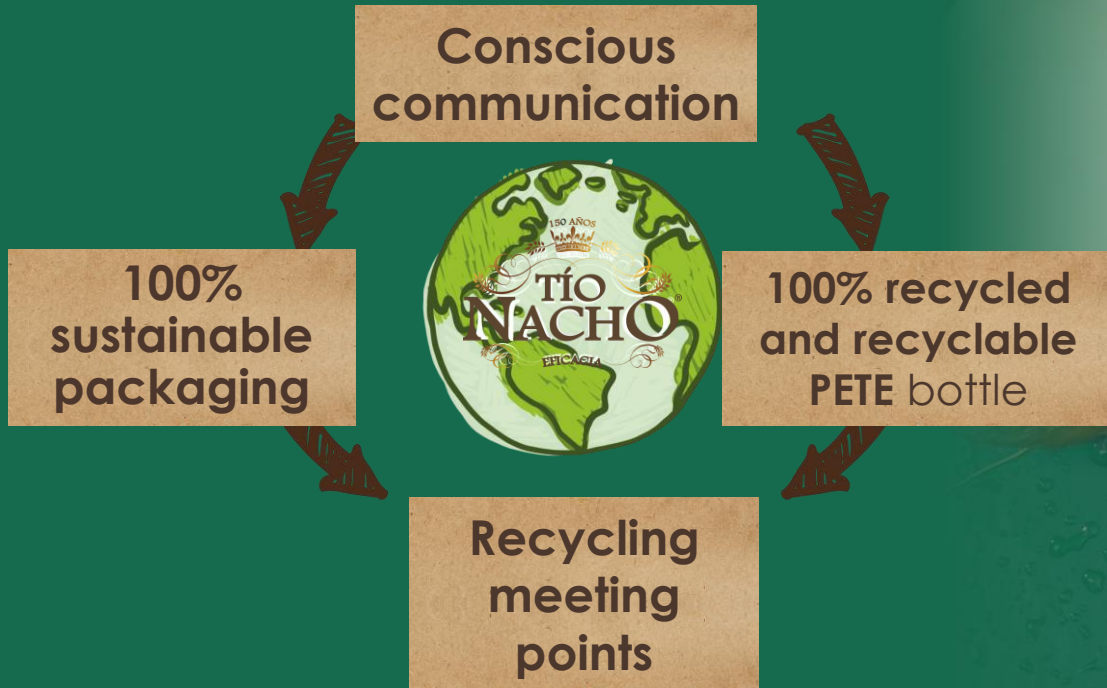 Conscious
communication
150 AÑOS
TÍO
NACHO®
EFICACIA
100%
sustainable
packaging
100% recycled
and recyclable
PETE bottle
Recycling
meeting
points